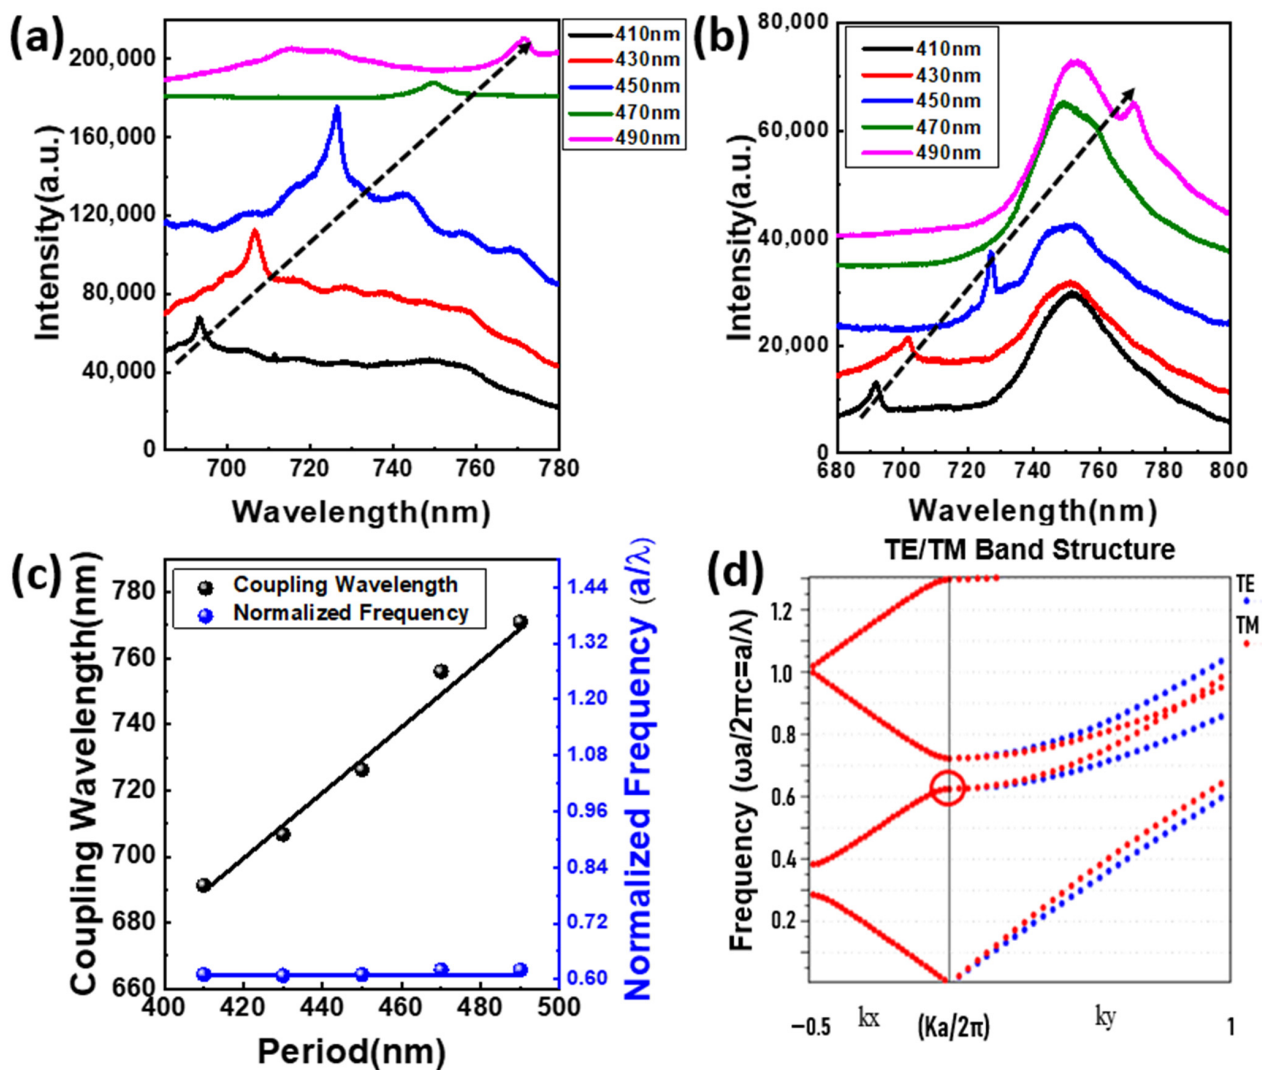 (a)
200,000
160,000
120,000
80,000
40,000
0
Intensity(a.u.)
700
720
740
760
780
Wavelength(nm)
410nm
430nm
450nm
470nm
490nm
(b)
80,000
60,000
40,000
20,000
0
Intensity(a.u.)
680
700
720
740
760
780
800
Wavelength(nm)
410nm
430nm
450nm
470nm
490nm
(c)
Coupling Wavelength
Normalized Frequency
780
760
740
720
700
680
660
Coupling Wavelength(nm)
400
420
440
460
480
500
Period(nm)
1.44
1.32
1.20
1.08
0.96
0.84
0.72
0.60
Normalized Frequency (a/λ)
(d)
TE/TM Band Structure
TE
TM
1.2
1.0
0.8
0.6
0.4
0.2
Frequency (ωa/2πc=a/λ)
−0.5
kx
(Ka/2π)
ky
1